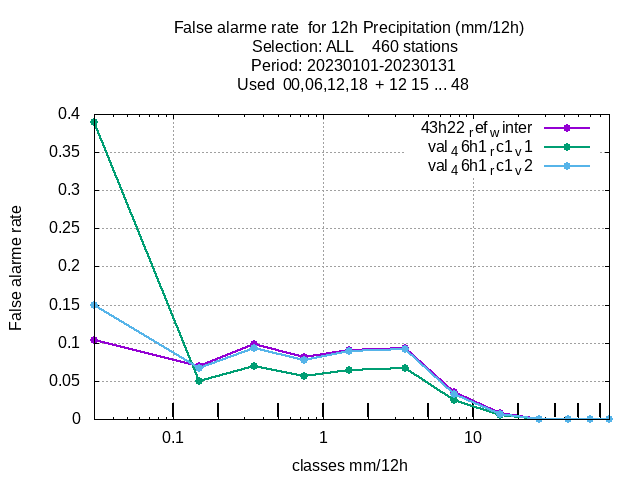 False alarme rate  for 12h Precipitation (mm/12h)
Selection: ALL    460 stations
Period: 20230101-20230131
Used  00,06,12,18  + 12 15 ... 48
43h22_ref_winter
val_46h1_rc1_v1
val_46h1_rc1_v2
0.4
0.35
0.3
0.25
0.2
0.15
0.1
0.05
0
False alarme rate
0.1
1
10
classes mm/12h